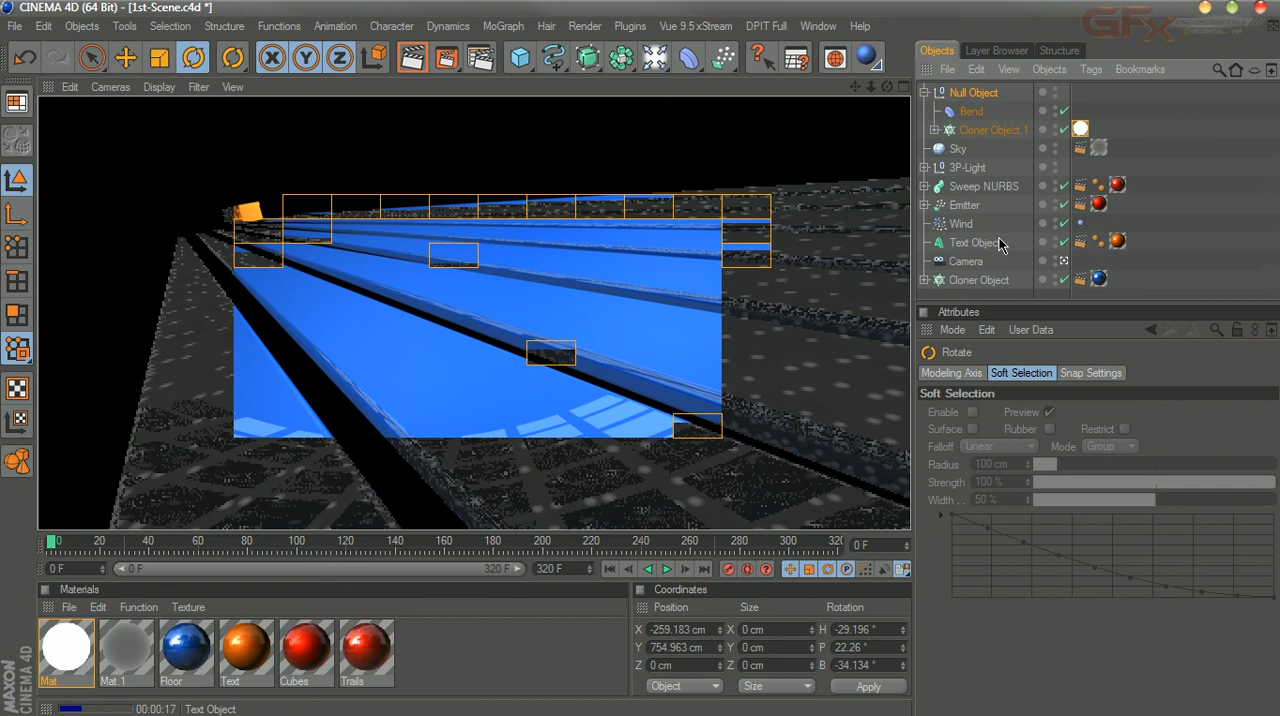 CINEMA 4D (64 Bit) - [1st-Scene.c4d *]
File Edit Objects Tools Selection Structure Functions Animation Character Dynamics MoGraph Hair Render Plugins Vue 9.5 xStream DPIT Full Window Help
GFx
X Y Z
Objects Layer Browser Structure
File Edit View Objects Tags Bookmarks
Edit Cameras Display Filter View
Null Object
Bend
Cloner Object.1
Sky
3P-Light
Sweep NURBS
Emitter
Wind
Text Object
Camera
Cloner Object
Attributes
Mode Edit User Data
Rotate
Modeling Axis Soft Selection Snap Settings
Soft Selection
Enable Preview
Surface Rubber Restrict
Falloff Linear Mode Group
Radius 100 cm
Strength 100 %
Width . . 50 %
0 20 40 60 80 100 120 140 160 180 200 220 240 260 280 300 32( 0 F
0 F 0 F 320 F 320 F
Materials
File Edit Function Texture
Mat Mat.1 Floor Text Cubes Trails
Coordinates
Position Size Rotation
X -259.183 cm X 0 cm H -29.196 °
Y 754.963 cm Y 0 cm P 22.26 °
Z 0 cm Z 0 cm B -34.134 °
Object Size Apply
MAXON
CINEMA 4D
00:00:17 Text Object